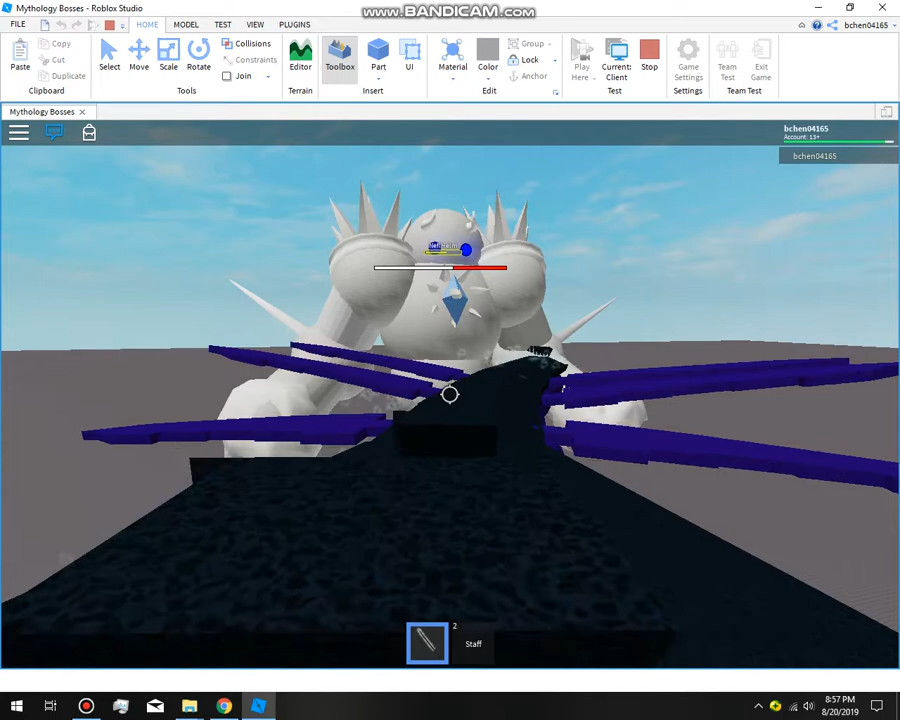 Mythology Bosses - Roblox Studio
www.BANDICAM.com
FILE HOME MODEL TEST VIEW PLUGINS
bchen04165
Paste
Copy
Cut
Duplicate
Clipboard
Select Move Scale Rotate
Collisions
Constraints
Join
Tools
Editor
Terrain
Toolbox Part UI
Insert
Material Color
Group
Lock
Anchor
Edit
Play Here
Current: Client
Stop
Test
Game Settings
Settings
Team Test
Exit Game
Team Test
Mythology Bosses
bchen04165
Account: 13+
bchen04165
2
Staff
8:57 PM
8/20/2019